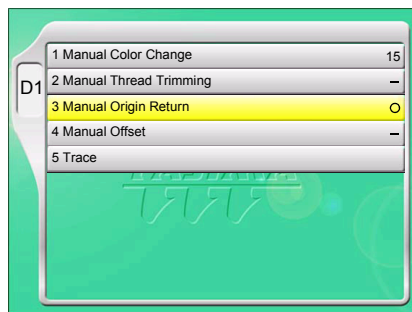 D1
1 Manual Color Change 15
2 Manual Thread Trimming –
3 Manual Origin Return O
4 Manual Offset –
5 Trace